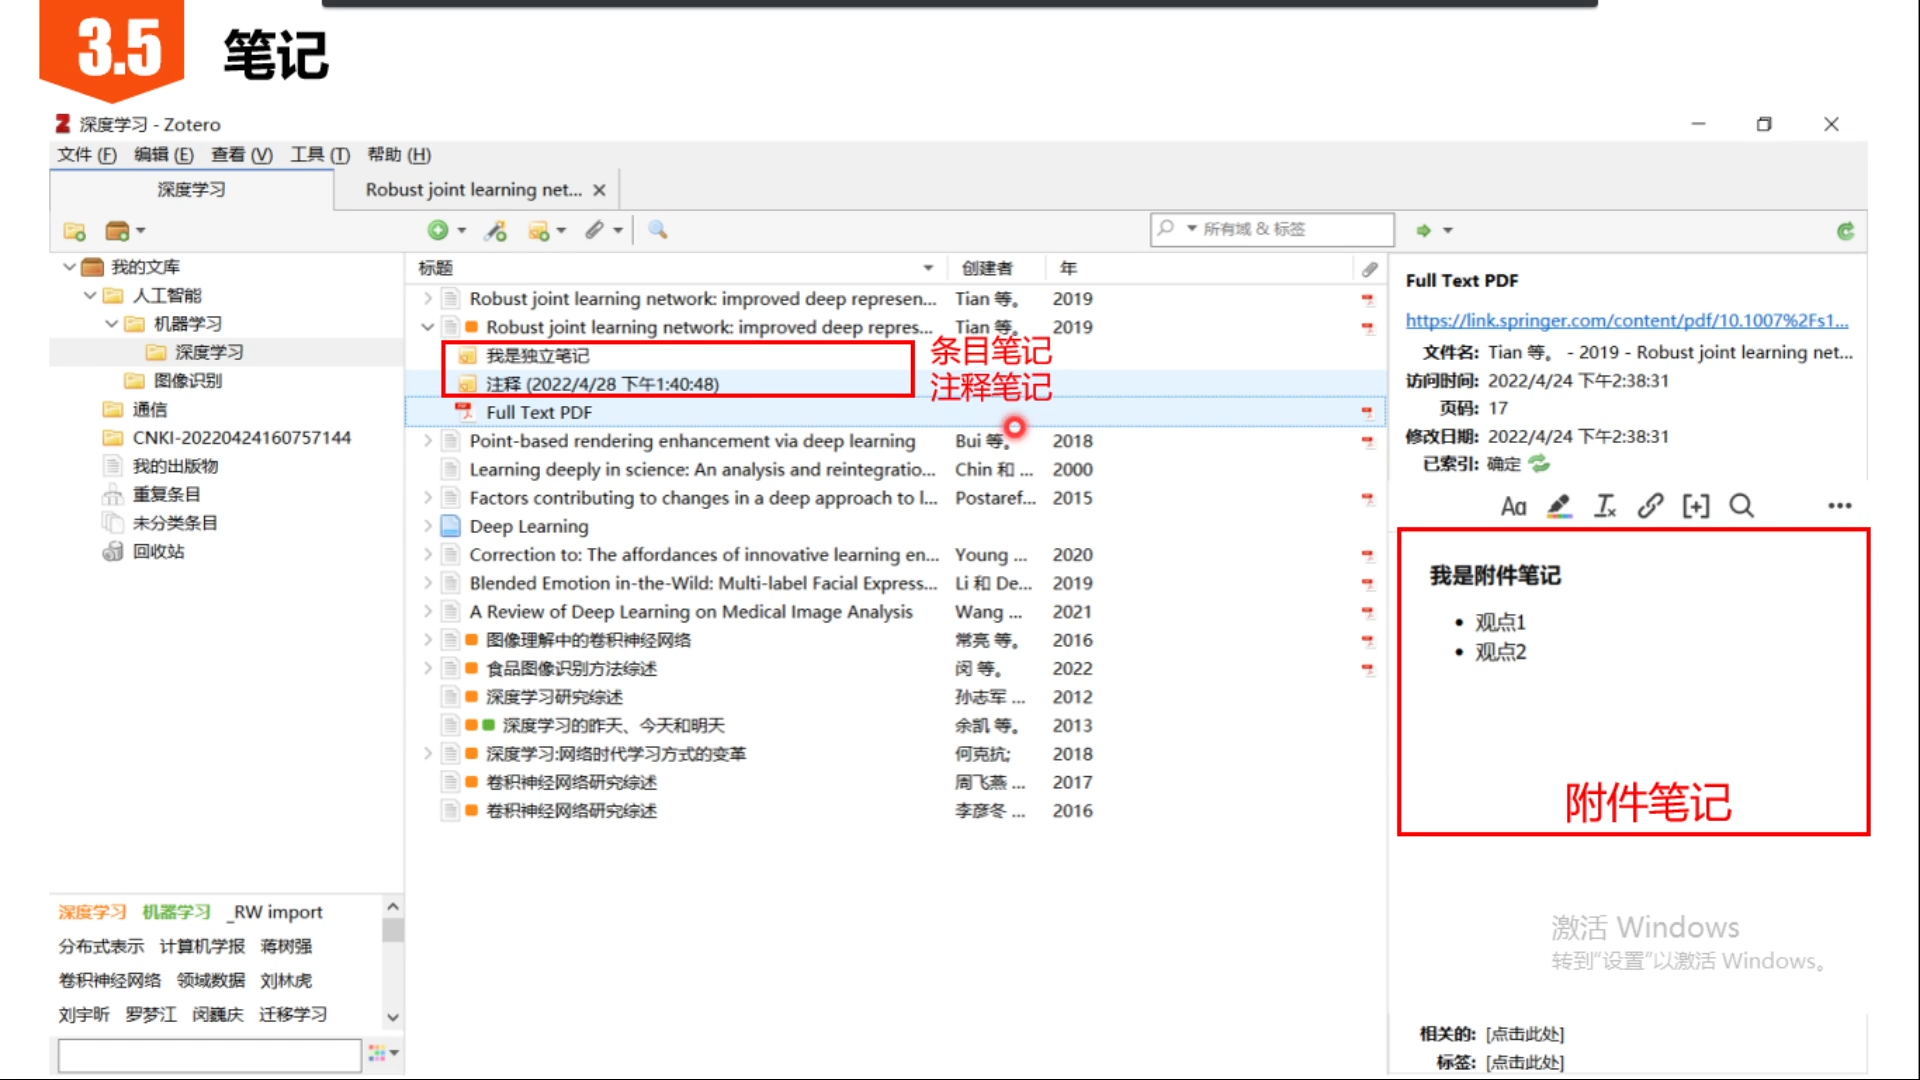 3.5
笔记
深度学习 - Zotero
文件 (F) 编辑 (E) 查看 (V) 工具 (T) 帮助 (H)
深度学习
Robust joint learning net...
所有域 & 标签
我的文库
人工智能
机器学习
深度学习
图像识别
通信
CNKI-20220424160757144
我的出版物
重复条目
未分类条目
回收站
深度学习 机器学习 _RW import
分布式表示 计算机学报 蒋树强
卷积神经网络 领域数据 刘林虎
刘宇昕 罗梦江 闵巍庆 迁移学习
标题 创建者 年
Robust joint learning network: improved deep represen... Tian 等。 2019
Robust joint learning network: improved deep repres... Tian 等。 2019
我是独立笔记
条目笔记
注释 (2022/4/28 下午1:40:48)
注释笔记
Full Text PDF
Point-based rendering enhancement via deep learning Bui 等。 2018
Learning deeply in science: An analysis and reintegratio... Chin 和 ... 2000
Factors contributing to changes in a deep approach to l... Postaref... 2015
Deep Learning
Correction to: The affordances of innovative learning en... Young ... 2020
Blended Emotion in-the-Wild: Multi-label Facial Express... Li 和 De... 2019
A Review of Deep Learning on Medical Image Analysis Wang ... 2021
图像理解中的卷积神经网络 常亮 等。 2016
食品图像识别方法综述 闵 等。 2022
深度学习研究综述 孙志军 ... 2012
深度学习的昨天、今天和明天 余凯 等。 2013
深度学习:网络时代学习方式的变革 何克抗; 2018
卷积神经网络研究综述 周飞燕 ... 2017
卷积神经网络研究综述 李彦冬 ... 2016
Full Text PDF
https://link.springer.com/content/pdf/10.1007%2Fs1...
文件名: Tian 等。 - 2019 - Robust joint learning net...
访问时间: 2022/4/24 下午2:38:31
页码: 17
修改日期: 2022/4/24 下午2:38:31
已索引: 确定
Aa
我是附件笔记
• 观点1
• 观点2
附件笔记
激活 Windows
转到“设置”以激活 Windows。
相关的: [点击此处]
标签: [点击此处]